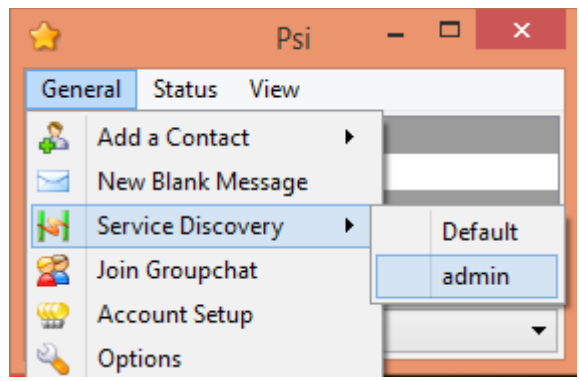 Psi
General Status View
Add a Contact
New Blank Message
Service Discovery
Default
Join Groupchat
admin
Account Setup
Options